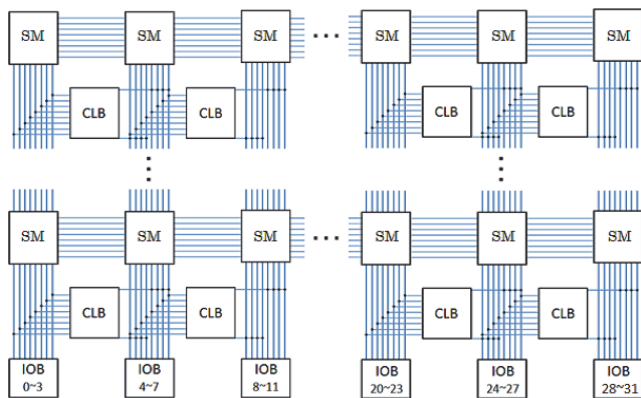 SM SM SM ... SM SM SM
CLB CLB CLB CLB
SM SM SM ... SM SM SM
CLB CLB CLB CLB
IOB IOB IOB IOB IOB IOB
0~3 4~7 8~11 20~23 24~27 28~31